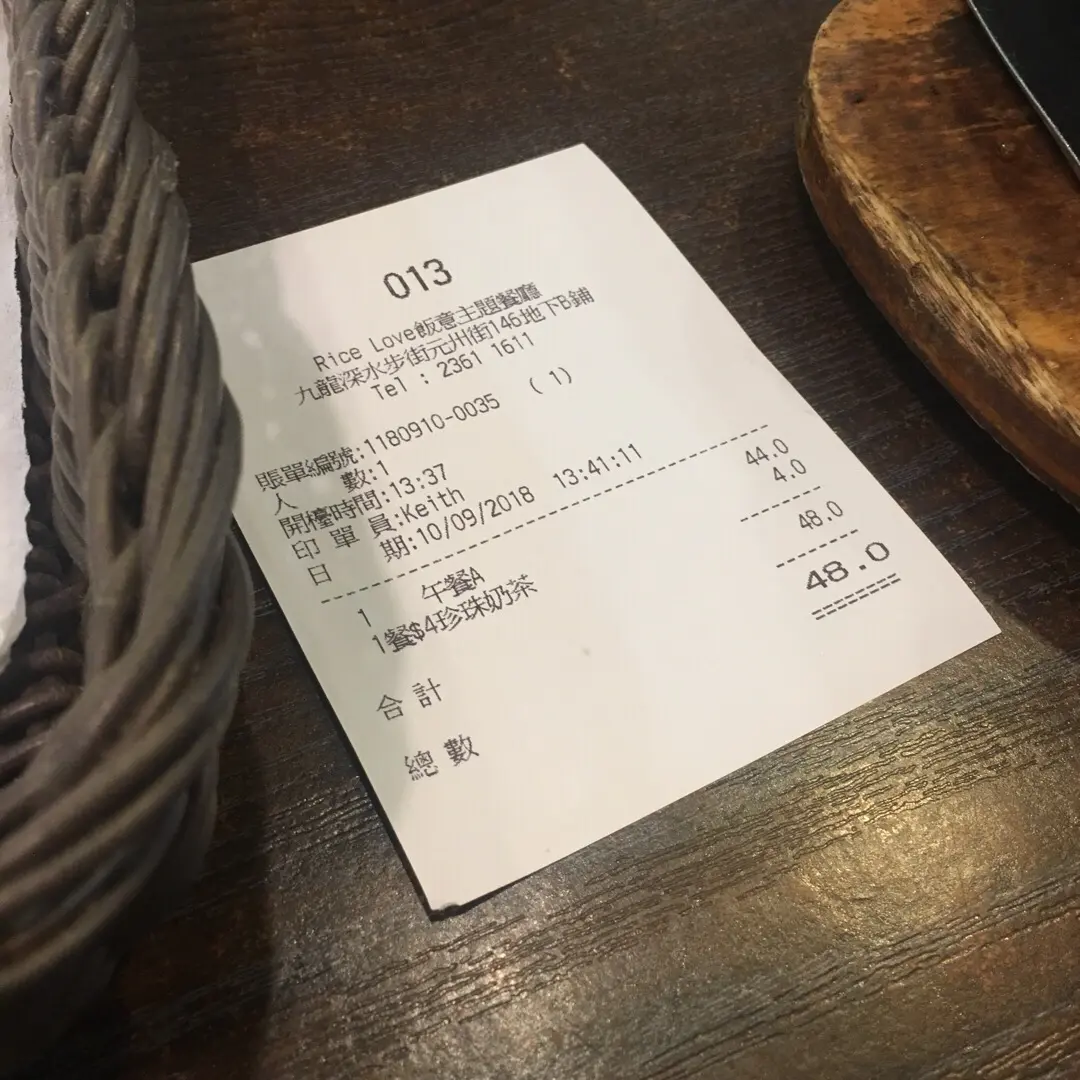 013
Rice Love飯意主題餐廳
九龍深水步街元州街146地下B鋪
Tel : 2361 1611
賬單編號:1180910-0035 ( 1)
人 數:1
開檯時間:13:37
印 單 員:Keith
日 期:10/09/2018 13:41:11
1 午餐A 44.0
1餐$4珍珠奶茶 4.0
合 計 48.0
總 數 48.0